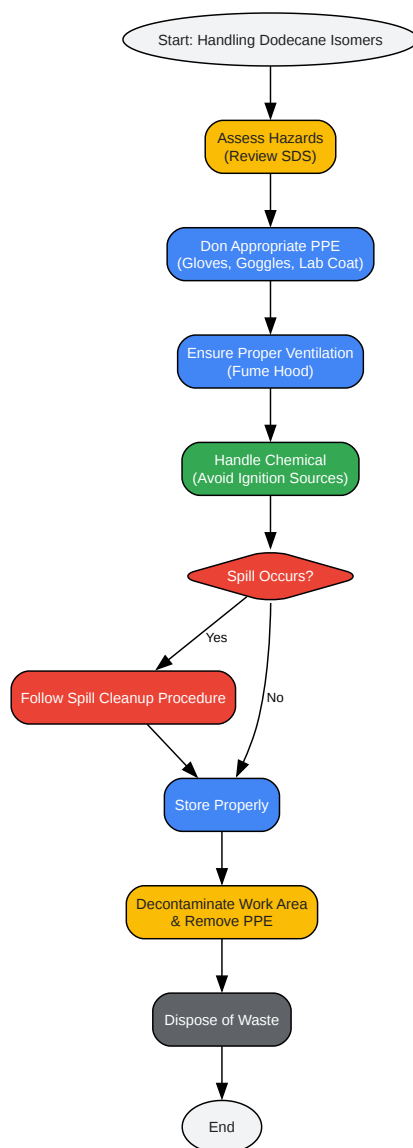 Start: Handling Dodecane Isomers
Assess Hazards
(Review SDS)
Don Appropriate PPE
(Gloves, Goggles, Lab Coat)
Ensure Proper Ventilation
(Fume Hood)
Handle Chemical
(Avoid Ignition Sources)
Spill Occurs?
Yes
Follow Spill Cleanup Procedure
No
Store Properly
Decontaminate Work Area
& Remove PPE
Dispose of Waste
End